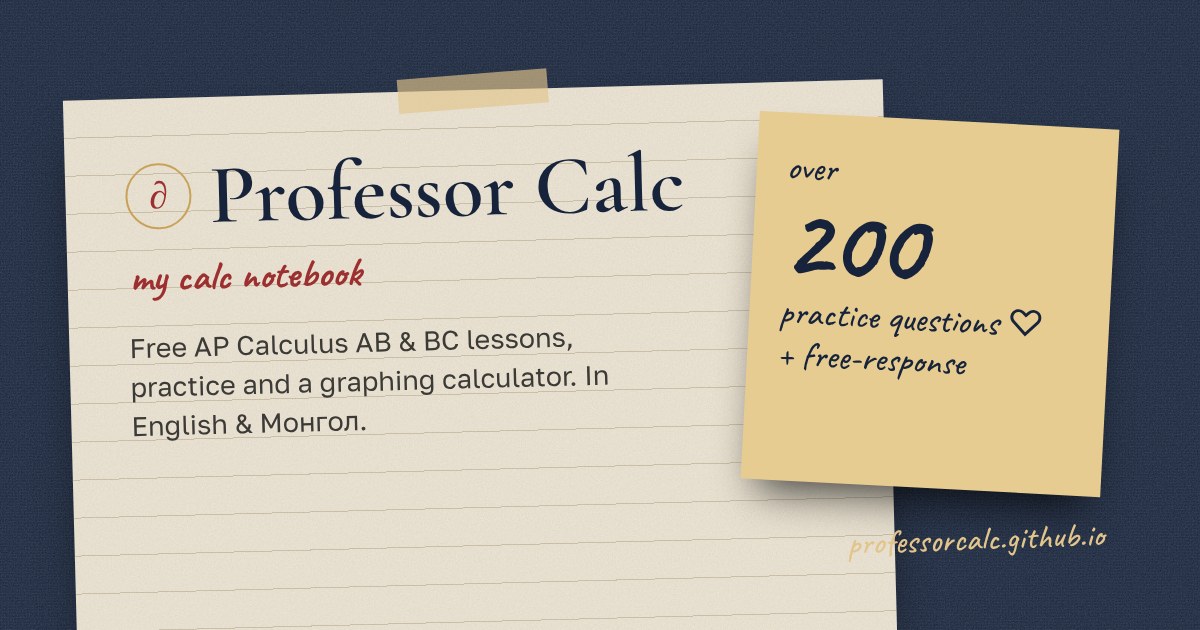 ∂ Professor Calc
my calc notebook
Free AP Calculus AB & BC lessons,
practice and a graphing calculator. In
English & Монгол.
over
200
practice questions ♡
+ free-response
professorcalc.github.io